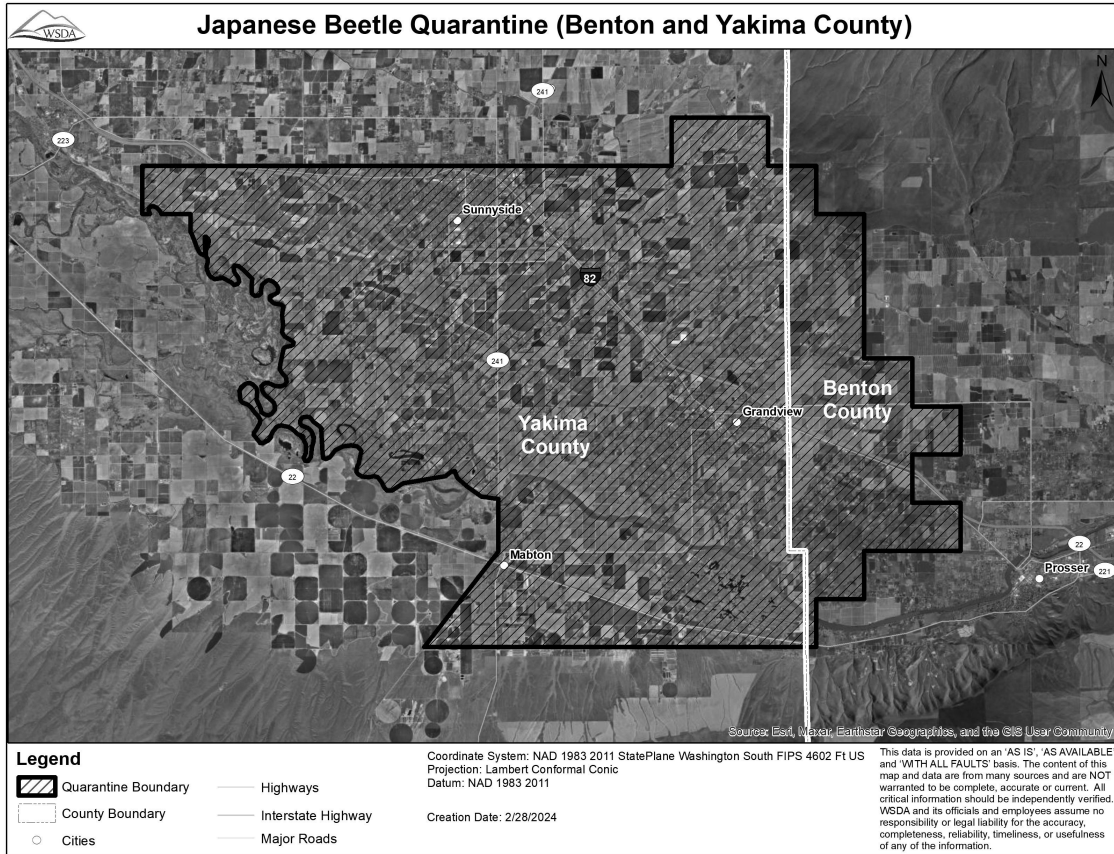 WSDA
Japanese Beetle Quarantine (Benton and Yakima County)
N
241
223
Sunnyside
82
241
Benton
County
Grandview
Yakima
County
22
Mabton
22
Prosser
221
Source: Esri, Maxar, Earthstar Geographics, and the GIS User Community
Legend
Quarantine Boundary
County Boundary
Cities
Highways
Interstate Highway
Major Roads
Coordinate System: NAD 1983 2011 StatePlane Washington South FIPS 4602 Ft US
Projection: Lambert Conformal Conic
Datum: NAD 1983 2011
Creation Date: 2/28/2024
This data is provided on an 'AS IS', 'AS AVAILABLE'
and 'WITH ALL FAULTS' basis. The content of this
map and data are from many sources and are NOT
warranted to be complete, accurate or current. All
critical information should be independently verified.
WSDA and its officials and employees assume no
responsibility or legal liability for the accuracy,
completeness, reliability, timeliness, or usefulness
of any of the information.